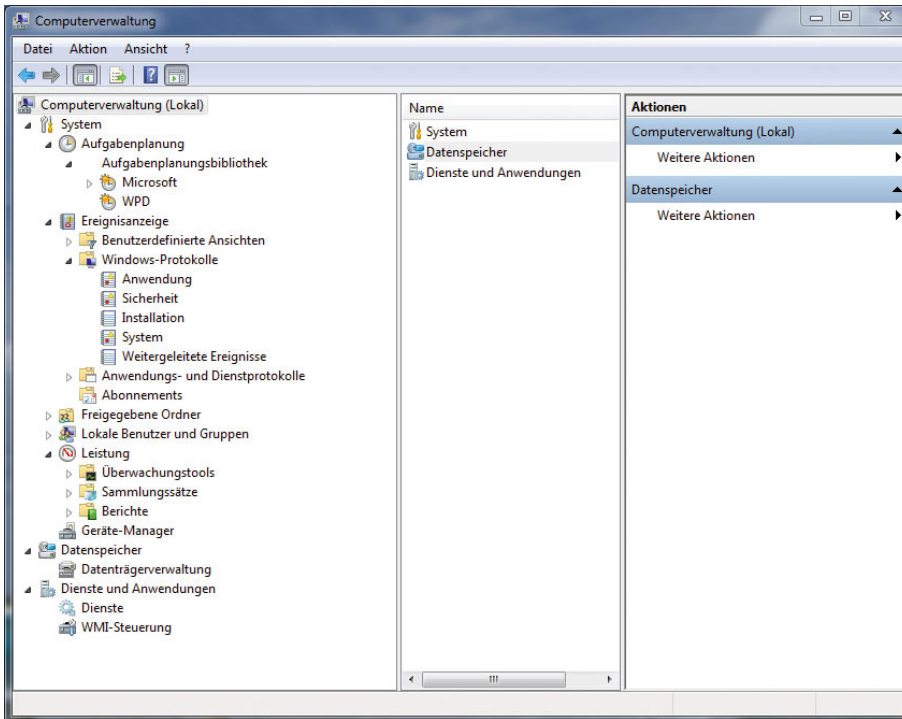 Computerverwaltung
Datei Aktion Ansicht ?
Computerverwaltung (Lokal)
System
Aufgabenplanung
Aufgabenplanungsbibliothek
Microsoft
WPD
Ereignisanzeige
Benutzerdefinierte Ansichten
Windows-Protokolle
Anwendung
Sicherheit
Installation
System
Weitergeleitete Ereignisse
Anwendungs- und Dienstprotokolle
Abonnements
Freigegebene Ordner
Lokale Benutzer und Gruppen
Leistung
Überwachungstools
Sammlungssätze
Berichte
Geräte-Manager
Datenspeicher
Datenträgerverwaltung
Dienste und Anwendungen
Dienste
WMI-Steuerung
Name
System
Datenspeicher
Dienste und Anwendungen
Aktionen
Computerverwaltung (Lokal)
Weitere Aktionen
Datenspeicher
Weitere Aktionen